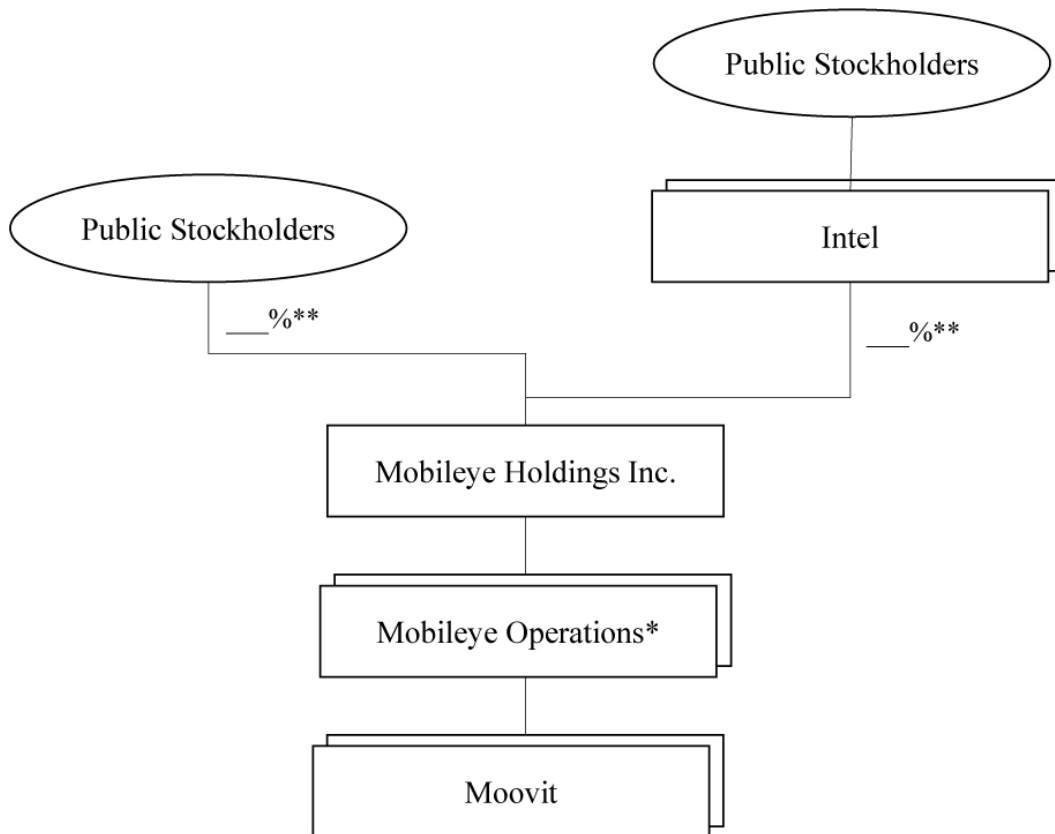 Public Stockholders
Public Stockholders
Intel
___%**
___%**
Mobileye Holdings Inc.
Mobileye Operations*
Moovit